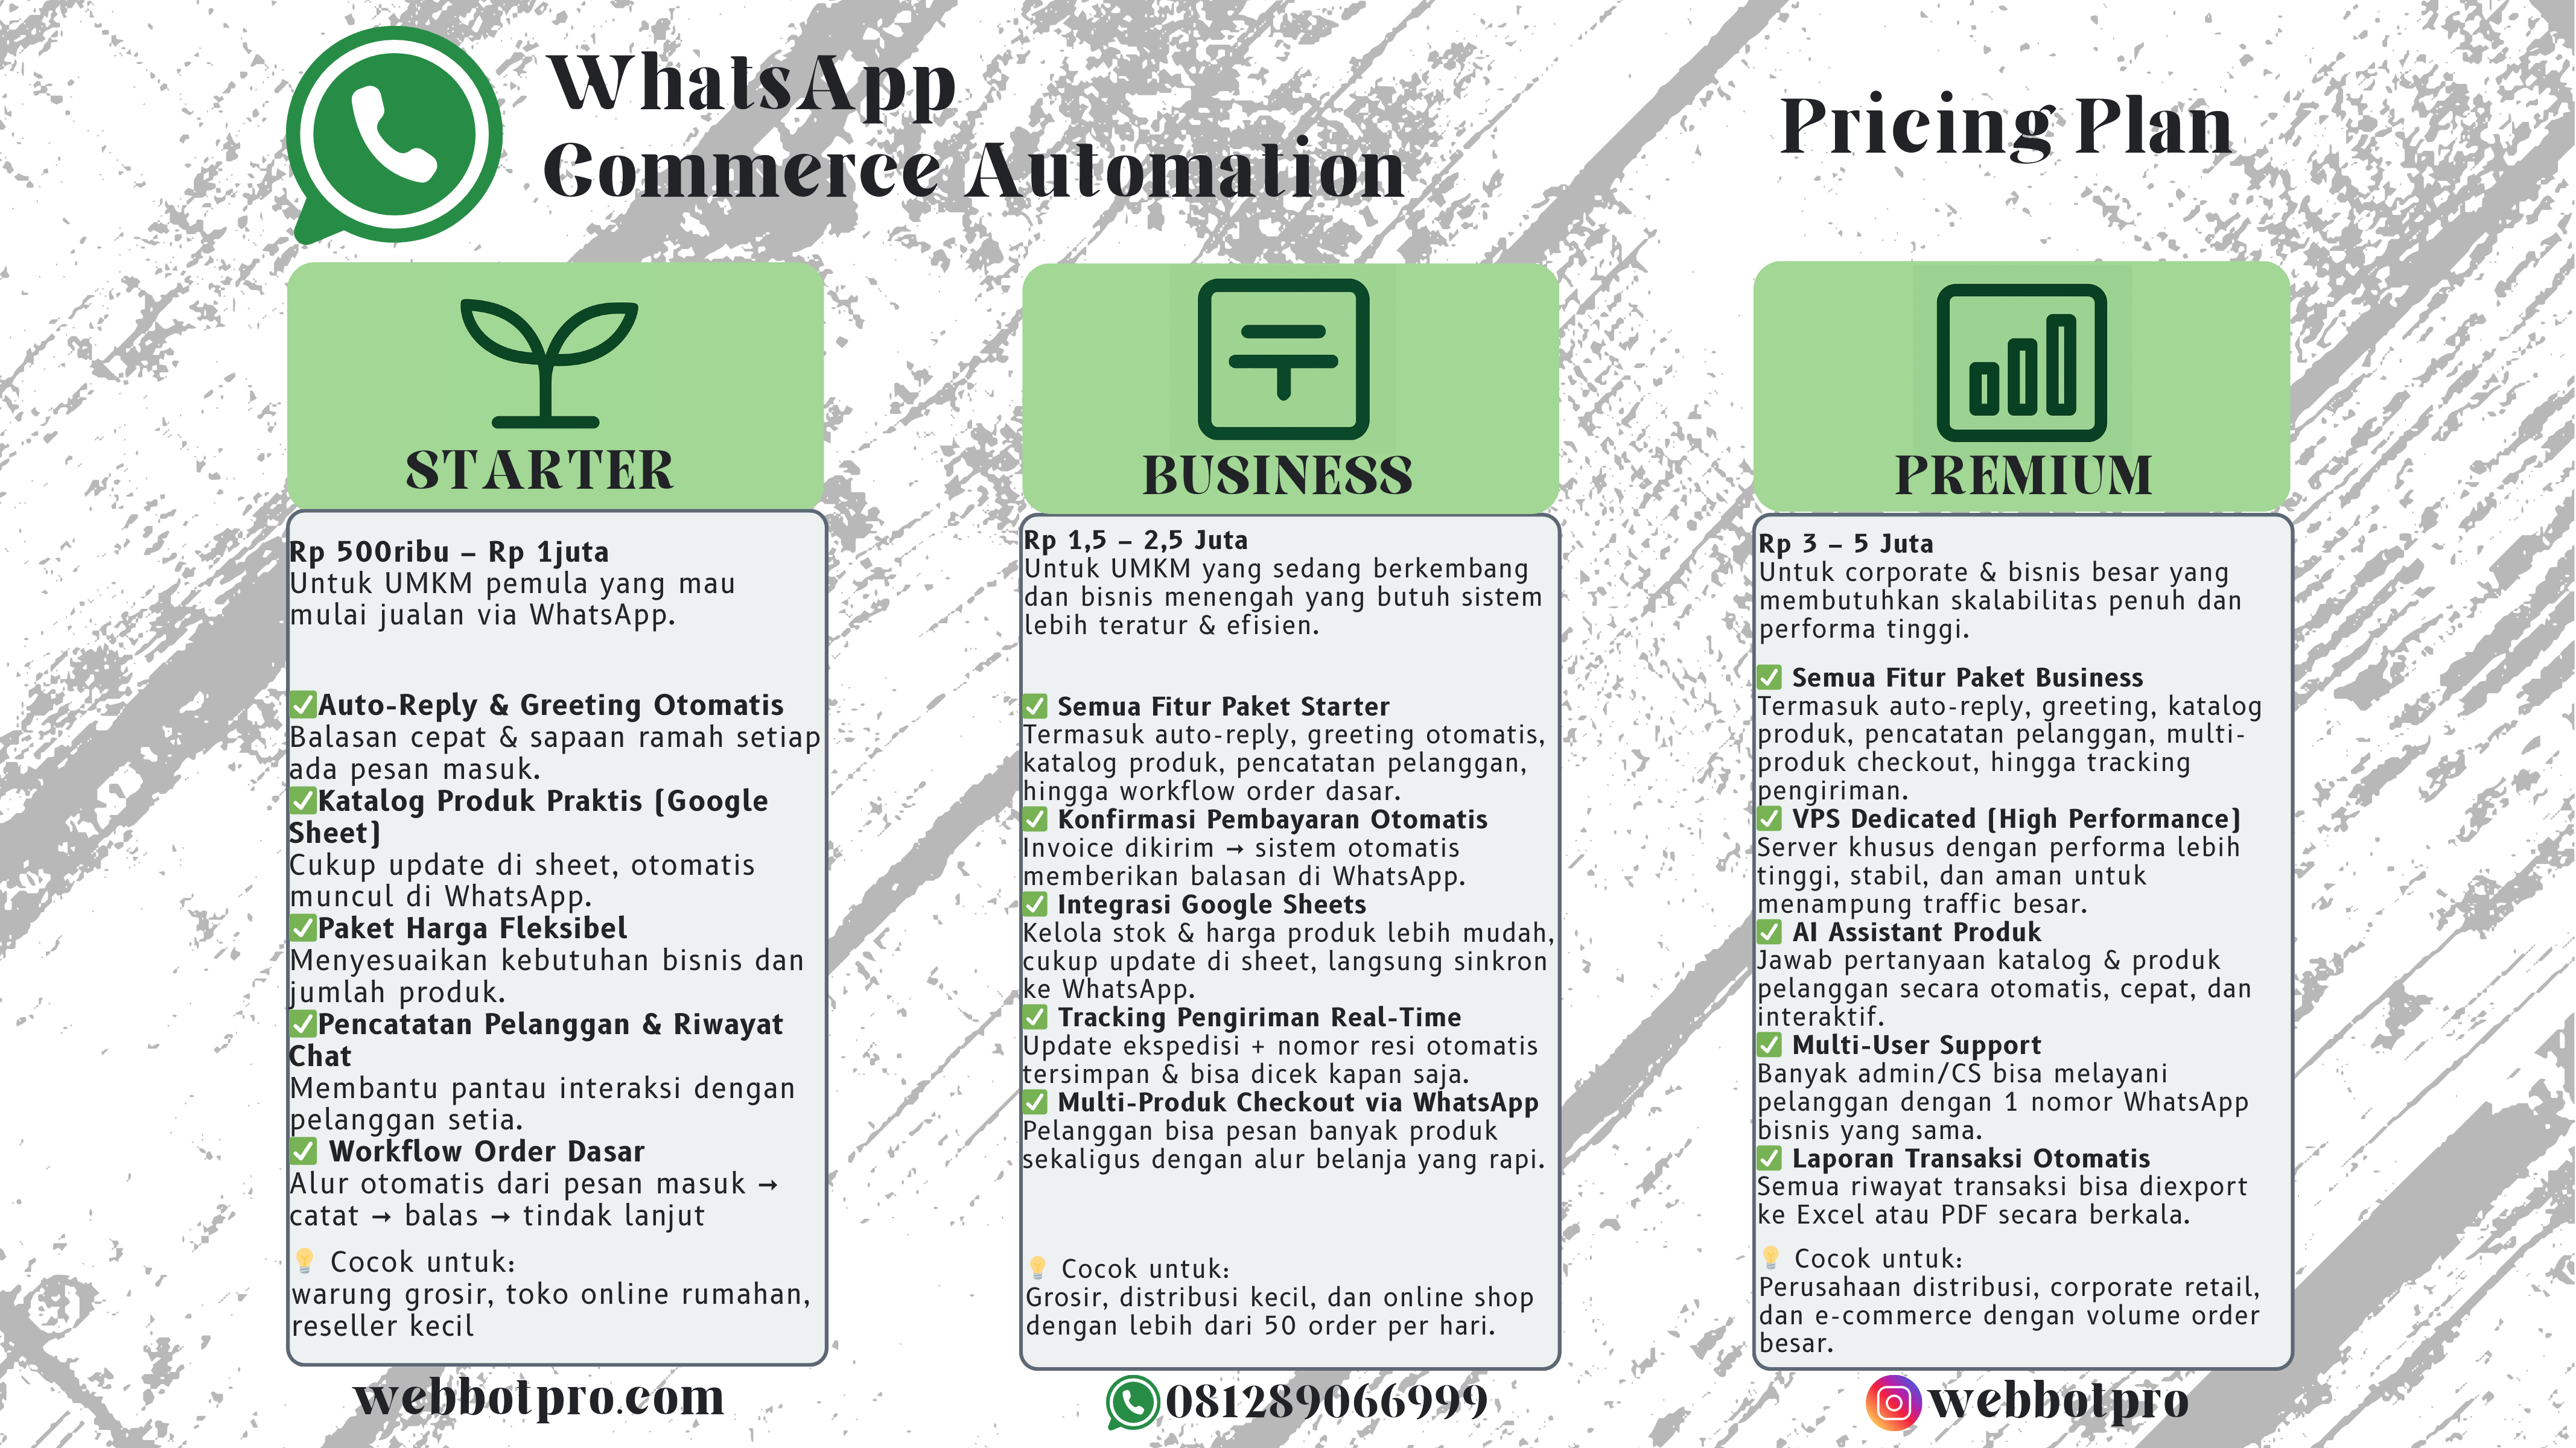 WhatsApp
Commerce Automation
Pricing Plan
STARTER
Rp 500ribu – Rp 1juta
Untuk UMKM pemula yang mau
mulai jualan via WhatsApp.
✅Auto-Reply & Greeting Otomatis
Balasan cepat & sapaan ramah setiap
ada pesan masuk.
✅Katalog Produk Praktis (Google
Sheet)
Cukup update di sheet, otomatis
muncul di WhatsApp.
✅Paket Harga Fleksibel
Menyesuaikan kebutuhan bisnis dan
jumlah produk.
✅Pencatatan Pelanggan & Riwayat
Chat
Membantu pantau interaksi dengan
pelanggan setia.
✅ Workflow Order Dasar
Alur otomatis dari pesan masuk →
catat → balas → tindak lanjut
💡 Cocok untuk:
warung grosir, toko online rumahan,
reseller kecil
BUSINESS
Rp 1,5 – 2,5 Juta
Untuk UMKM yang sedang berkembang
dan bisnis menengah yang butuh sistem
lebih teratur & efisien.
✅ Semua Fitur Paket Starter
Termasuk auto-reply, greeting otomatis,
katalog produk, pencatatan pelanggan,
hingga workflow order dasar.
✅ Konfirmasi Pembayaran Otomatis
Invoice dikirim → sistem otomatis
memberikan balasan di WhatsApp.
✅ Integrasi Google Sheets
Kelola stok & harga produk lebih mudah,
cukup update di sheet, langsung sinkron
ke WhatsApp.
✅ Tracking Pengiriman Real-Time
Update ekspedisi + nomor resi otomatis
tersimpan & bisa dicek kapan saja.
✅ Multi-Produk Checkout via WhatsApp
Pelanggan bisa pesan banyak produk
sekaligus dengan alur belanja yang rapi.
💡 Cocok untuk:
Grosir, distribusi kecil, dan online shop
dengan lebih dari 50 order per hari.
PREMIUM
Rp 3 – 5 Juta
Untuk corporate & bisnis besar yang
membutuhkan skalabilitas penuh dan
performa tinggi.
✅ Semua Fitur Paket Business
Termasuk auto-reply, greeting, katalog
produk, pencatatan pelanggan, multi-
produk checkout, hingga tracking
pengiriman.
✅ VPS Dedicated (High Performance)
Server khusus dengan performa lebih
tinggi, stabil, dan aman untuk
menampung traffic besar.
✅ AI Assistant Produk
Jawab pertanyaan katalog & produk
pelanggan secara otomatis, cepat, dan
interaktif.
✅ Multi-User Support
Banyak admin/CS bisa melayani
pelanggan dengan 1 nomor WhatsApp
bisnis yang sama.
✅ Laporan Transaksi Otomatis
Semua riwayat transaksi bisa diexport
ke Excel atau PDF secara berkala.
💡 Cocok untuk:
Perusahaan distribusi, corporate retail,
dan e-commerce dengan volume order
besar.
webbotpro.com
081289066999
webbotpro